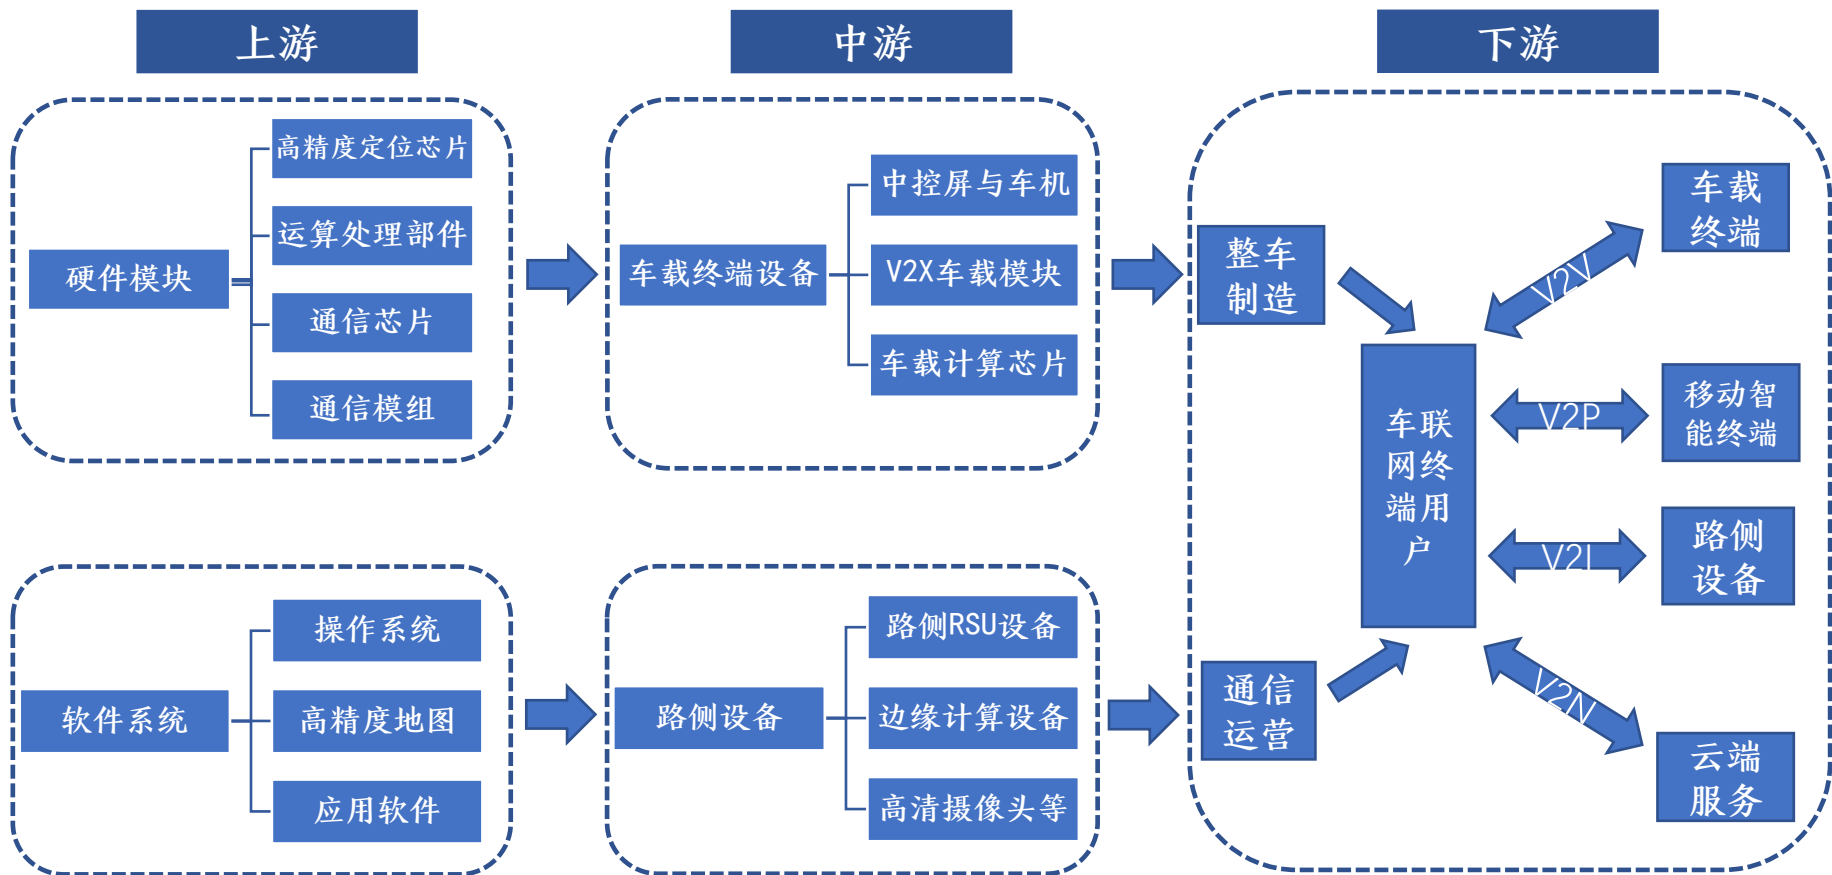 上游
中游
下游
硬件模块
高精度定位芯片
运算处理部件
通信芯片
通信模组
车载终端设备
中控屏与车机
V2X车载模块
车载计算芯片
软件系统
操作系统
高精度地图
应用软件
路侧设备
路侧RSU设备
边缘计算设备
高清摄像头等
整车
制造
通信
运营
车联
网终
端用
户
V2V
车载
终端
V2P
移动智
能终端
V2I
路侧
设备
V2N
云端
服务